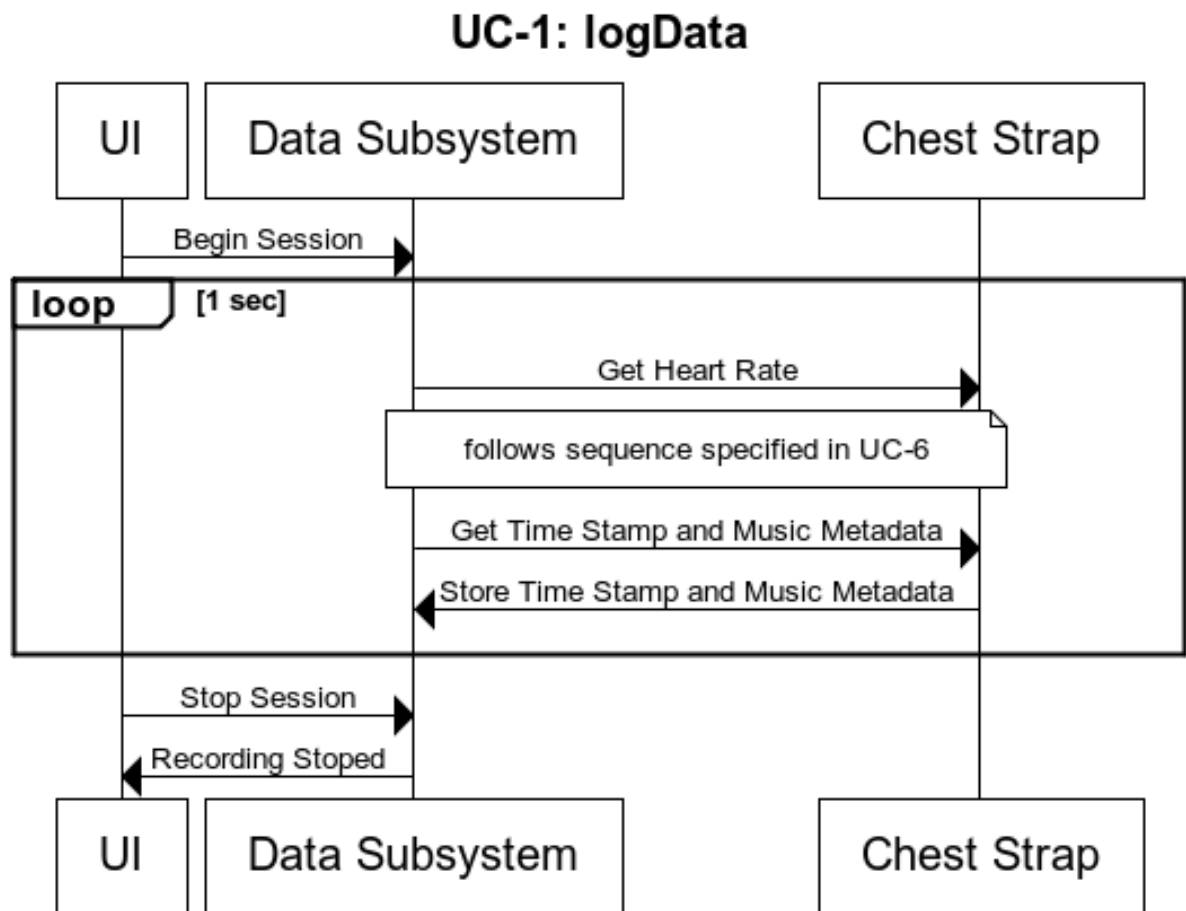 UC-1: logData
UI
Data Subsystem
Chest Strap
Begin Session
loop
[1 sec]
Get Heart Rate
follows sequence specified in UC-6
Get Time Stamp and Music Metadata
Store Time Stamp and Music Metadata
Stop Session
Recording Stoped
UI
Data Subsystem
Chest Strap